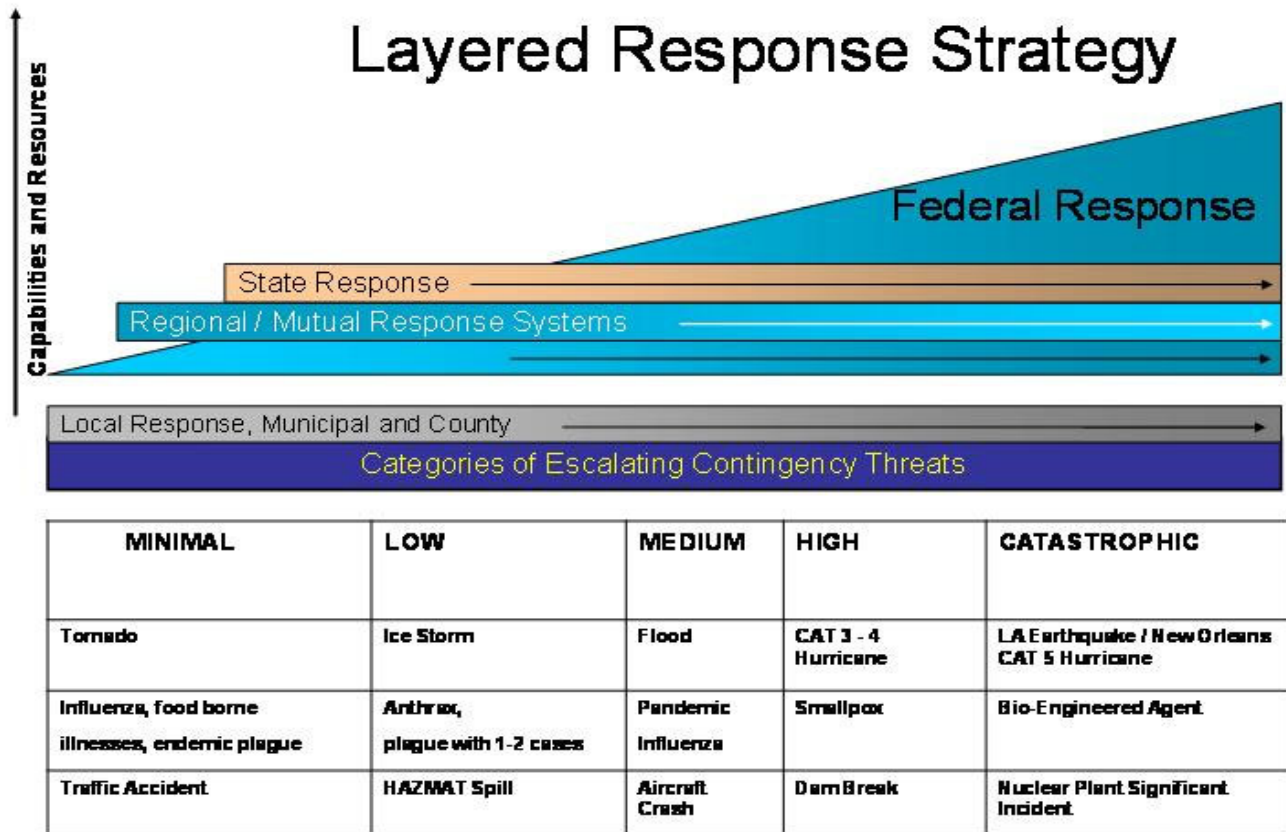 Layered Response Strategy
Capabilities and Resources
Federal Response
State Response
Regional / Mutual Response Systems
Local Response, Municipal and County
Categories of Escalating Contingency Threats
MINIMAL LOW MEDIUM HIGH CATASTROPHIC
Tornado
Ice Storm
Flood
CAT 3 - 4
Hurricane
LA Earthquake / New Orleans
CAT 5 Hurricane
Influenza, food borne
illnesses, endemic plague
Anthrax,
plague with 1-2 cases
Pandemic
Influenza
Smallpox
Bio-Engineered Agent
Traffic Accident
HAZMAT Spill
Aircraft
Crash
Dam Break
Nuclear Plant Significant
Incident